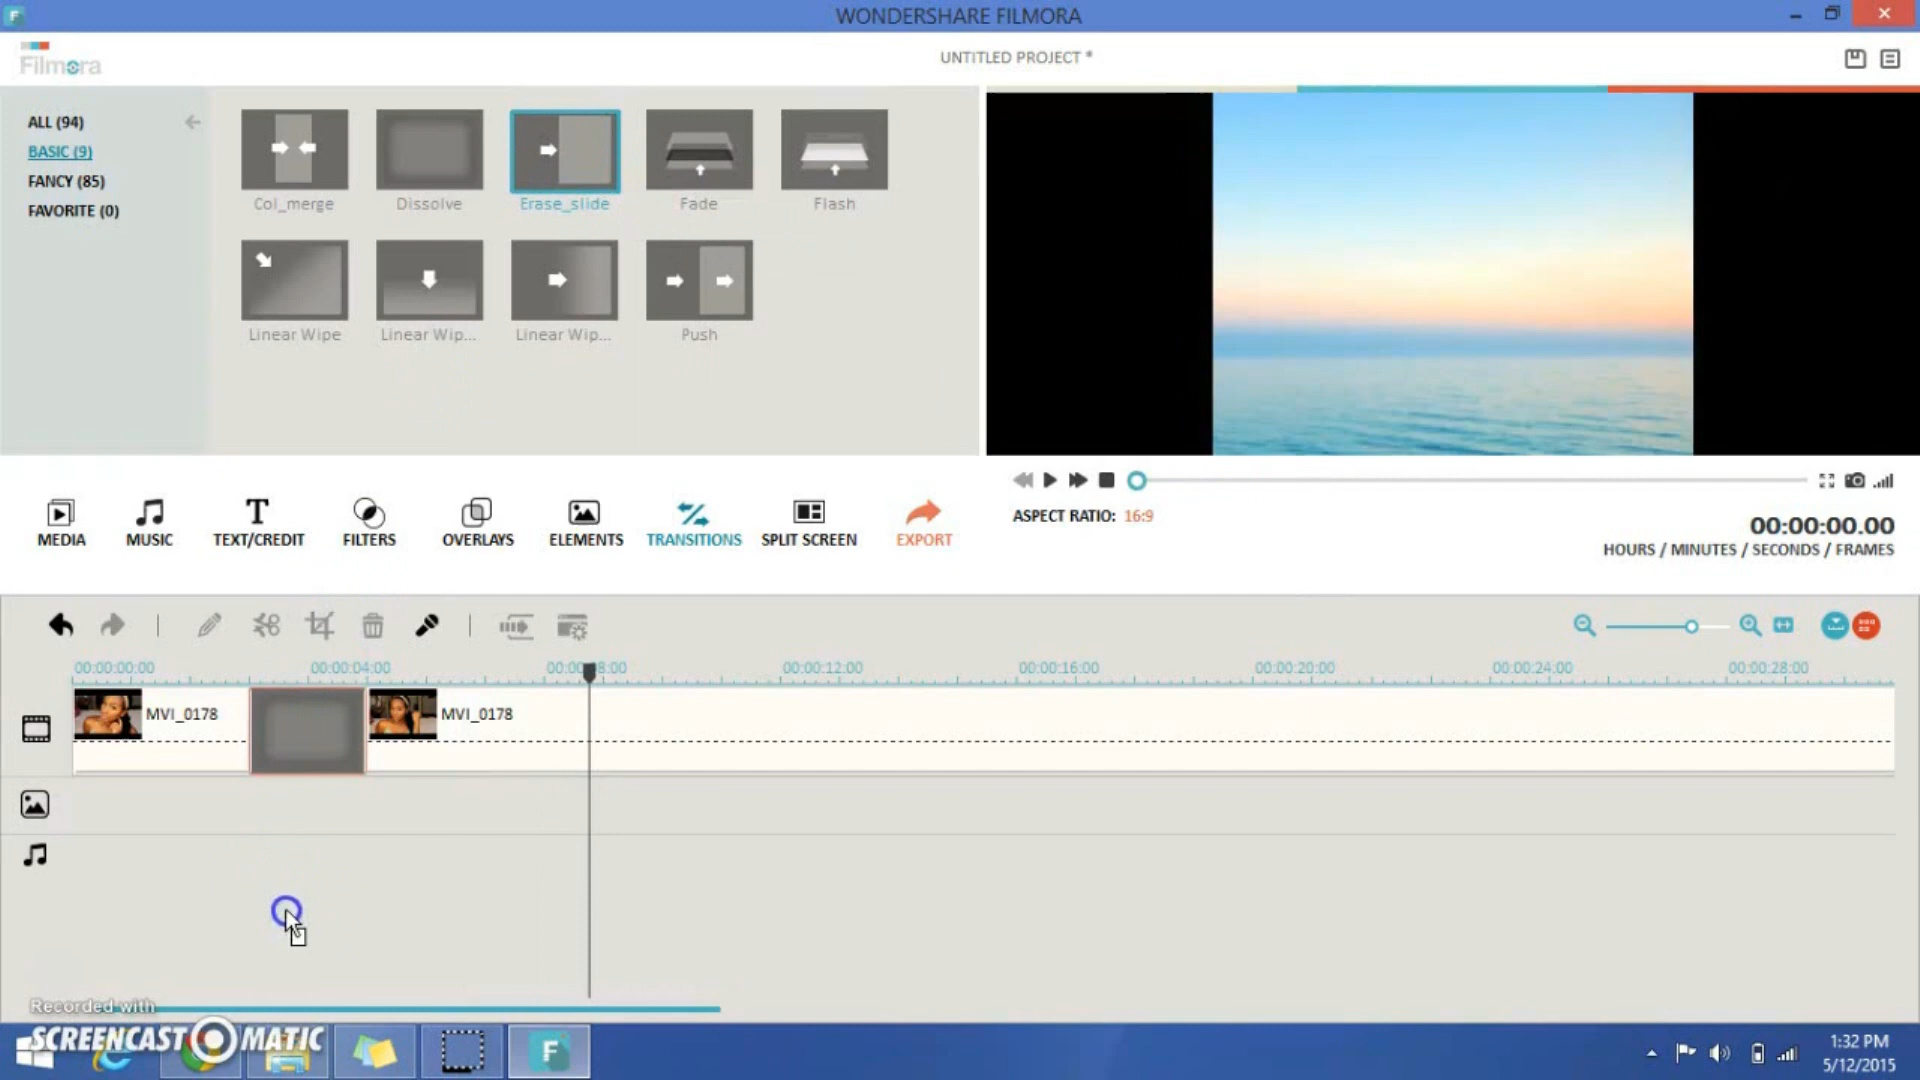 WONDERSHARE FILMORA
Filmora
UNTITLED PROJECT *
ALL (94)
BASIC (9)
FANCY (85)
FAVORITE (0)
Col_merge
Dissolve
Erase_slide
Fade
Flash
Linear Wipe
Linear Wip...
Linear Wip...
Push
MEDIA
MUSIC
TEXT/CREDIT
FILTERS
OVERLAYS
ELEMENTS
TRANSITIONS
SPLIT SCREEN
EXPORT
ASPECT RATIO: 16:9
00:00:00.00
HOURS / MINUTES / SECONDS / FRAMES
00:00:00:00
00:00:04:00
00:00:12:00
00:00:16:00
00:00:20:00
00:00:24:00
00:00:28:00
MVI_0178
MVI_0178
Recorded with
SCREENCAST MATIC
1:32 PM
5/12/2015